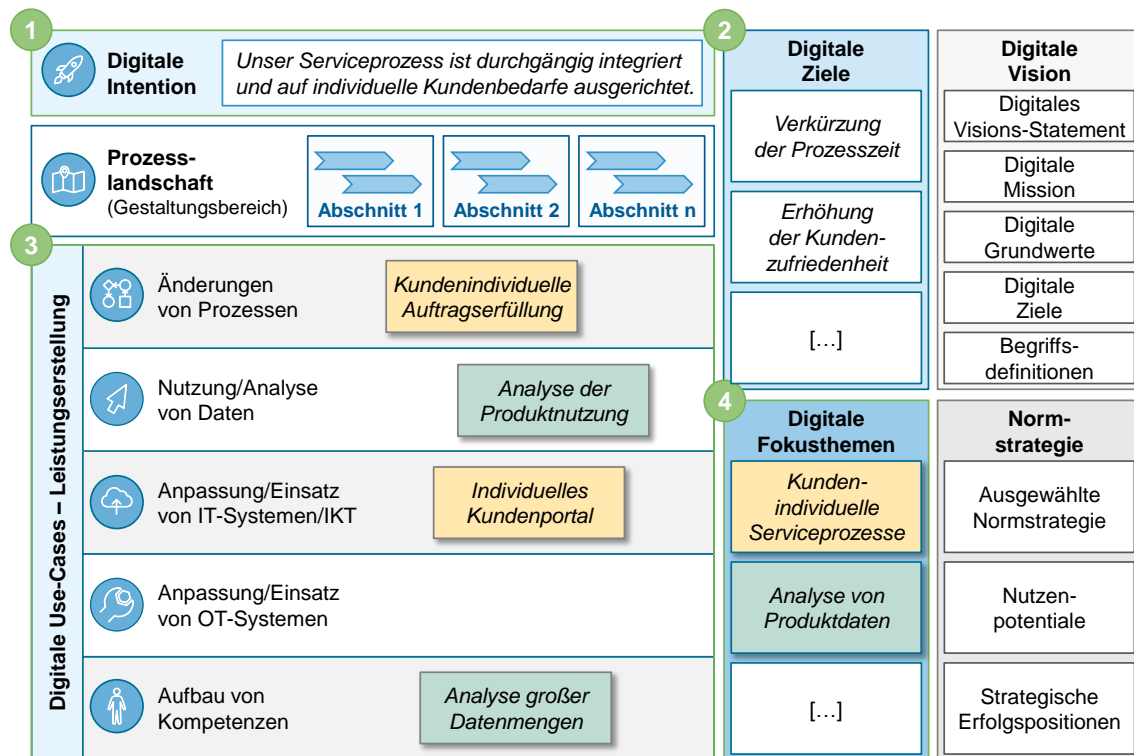 1
Digitale
Intention
Unser Serviceprozess ist durchgängig integriert
und auf individuelle Kundenbedarfe ausgerichtet.
Prozess-
landschaft
(Gestaltungsbereich)
Abschnitt 1
Abschnitt 2
Abschnitt n
2
Digitale
Ziele
Verkürzung
der Prozesszeit
Erhöhung
der Kunden-
zufriedenheit
[…]
Digitale
Vision
Digitales
Visions-Statement
Digitale
Mission
Digitale
Grundwerte
Digitale
Ziele
Begriffs-
definitionen
3
Digitale Use-Cases – Leistungserstellung
Änderungen
von Prozessen
Kundenindividuelle
Auftragserfüllung
Nutzung/Analyse
von Daten
Analyse der
Produktnutzung
Anpassung/Einsatz
von IT-Systemen/IKT
Individuelles
Kundenportal
Anpassung/Einsatz
von OT-Systemen
Aufbau von
Kompetenzen
Analyse großer
Datenmengen
4
Digitale
Fokusthemen
Kunden-
individuelle
Serviceprozesse
Analyse von
Produktdaten
[…]
Norm-
strategie
Ausgewählte
Normstrategie
Nutzen-
potentiale
Strategische
Erfolgspositionen